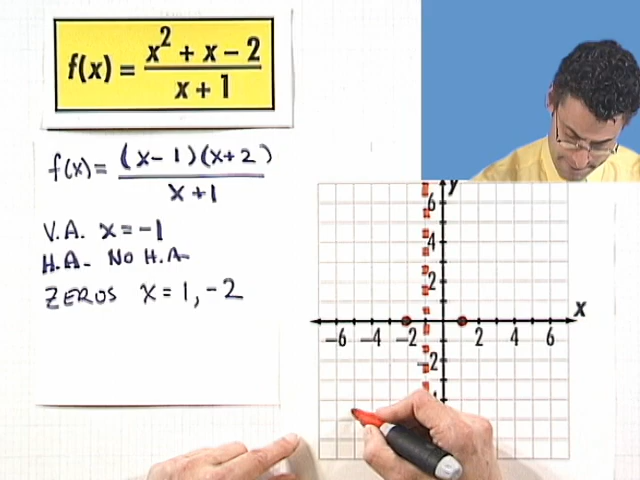 f(x) = x² + x − 2 / x + 1
f(x) = (x − 1)(x + 2) / x + 1
V.A. x = −1
H.A. NO H.A.
ZEROS x = 1, −2
y
6
4
2
x
−6 −4 −2 2 4 6
−2